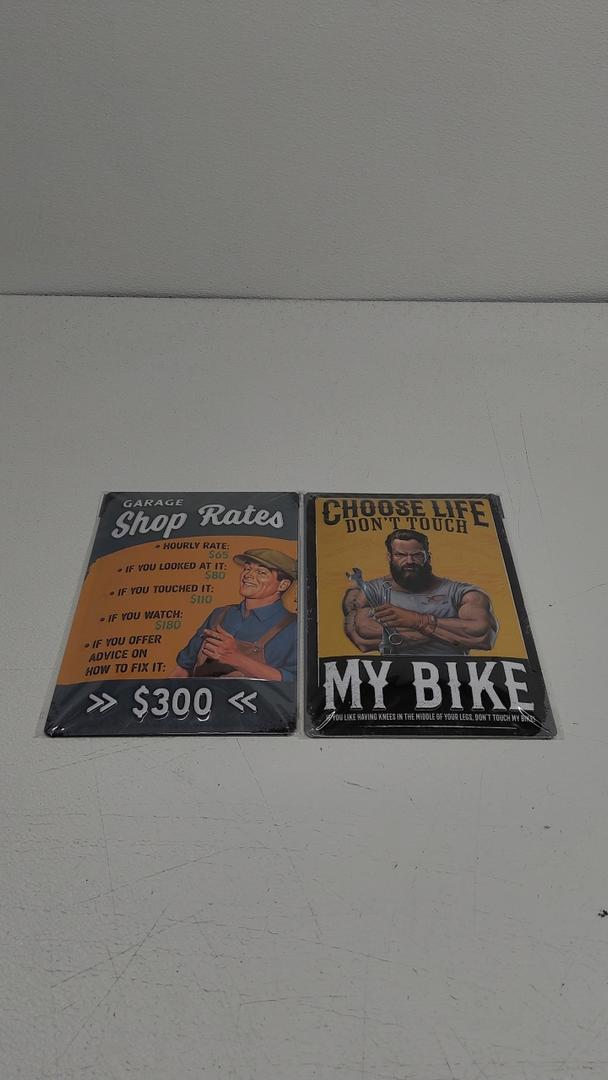 GARAGE
Shop Rates
• HOURLY RATE:
$65
• IF YOU LOOKED AT IT:
$80
• IF YOU TOUCHED IT:
$110
• IF YOU WATCH:
$180
• IF YOU OFFER
ADVICE ON
HOW TO FIX IT:
>> $300 <<
CHOOSE LIFE
DON'T TOUCH
MY BIKE
IF YOU LIKE HAVING KNEES IN THE MIDDLE OF YOUR LEGS, DON'T TOUCH MY BIKE!